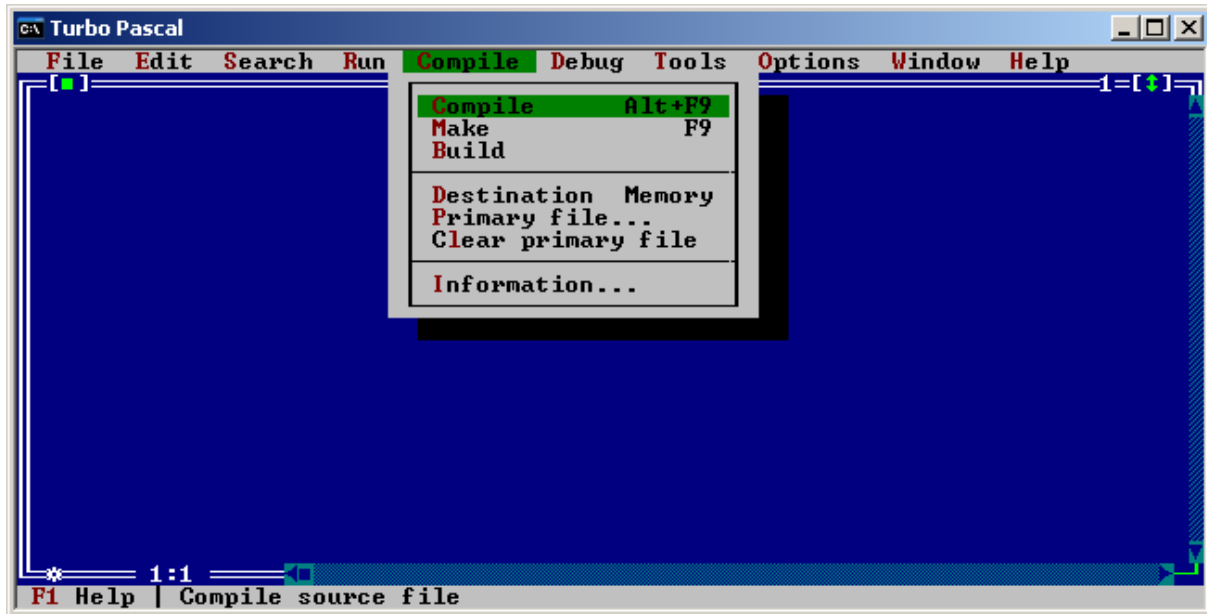 Turbo Pascal
File Edit Search Run Compile Debug Tools Options Window Help
[■] 1=[↕]
Compile Alt+F9
Make F9
Build
Destination Memory
Primary file...
Clear primary file
Information...
1:1
F1 Help | Compile source file